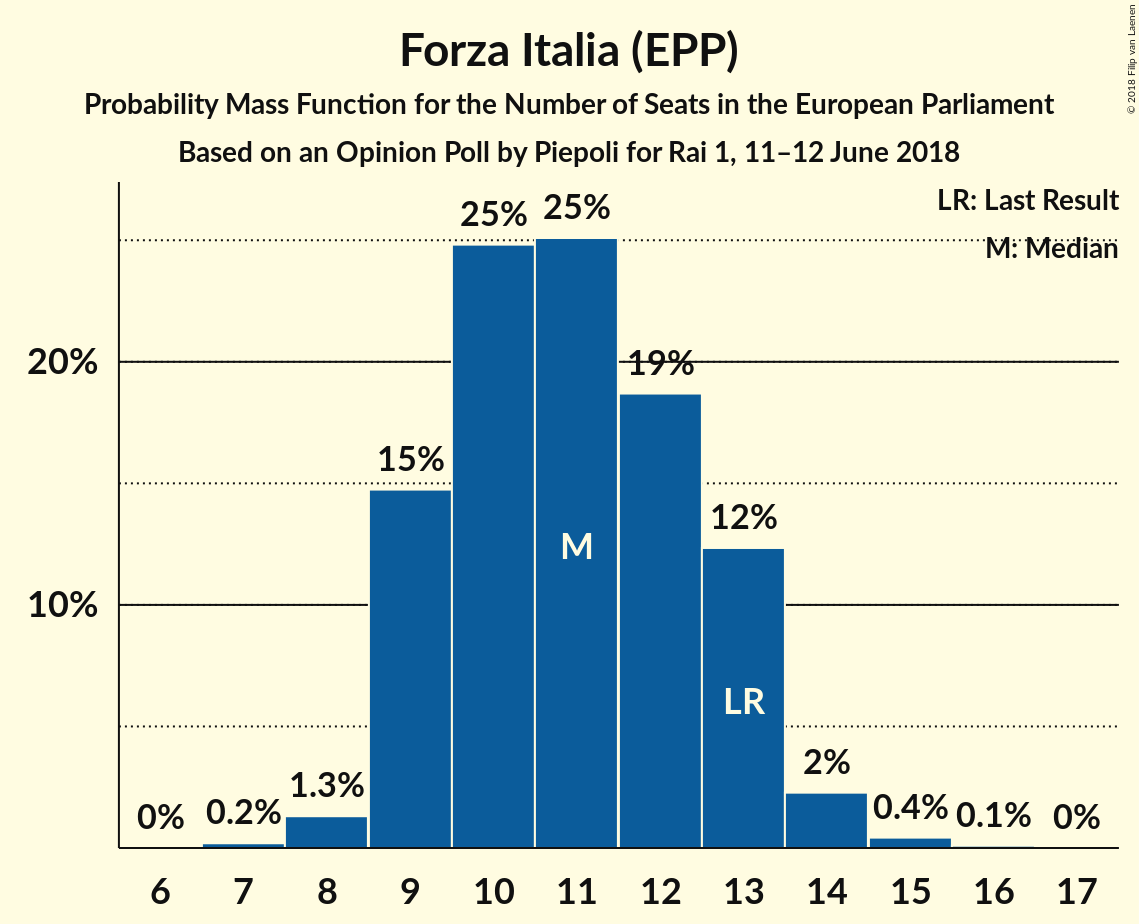 Forza Italia (EPP)
Probability Mass Function for the Number of Seats in the European Parliament
Based on an Opinion Poll by Piepoli for Rai 1, 11–12 June 2018
© 2018 Filip van Laenen
LR: Last Result
M: Median
20%
10%
0%
0.2%
1.3%
15%
25%
25%
19%
12%
2%
0.4%
0.1%
0%
M
LR
6 7 8 9 10 11 12 13 14 15 16 17